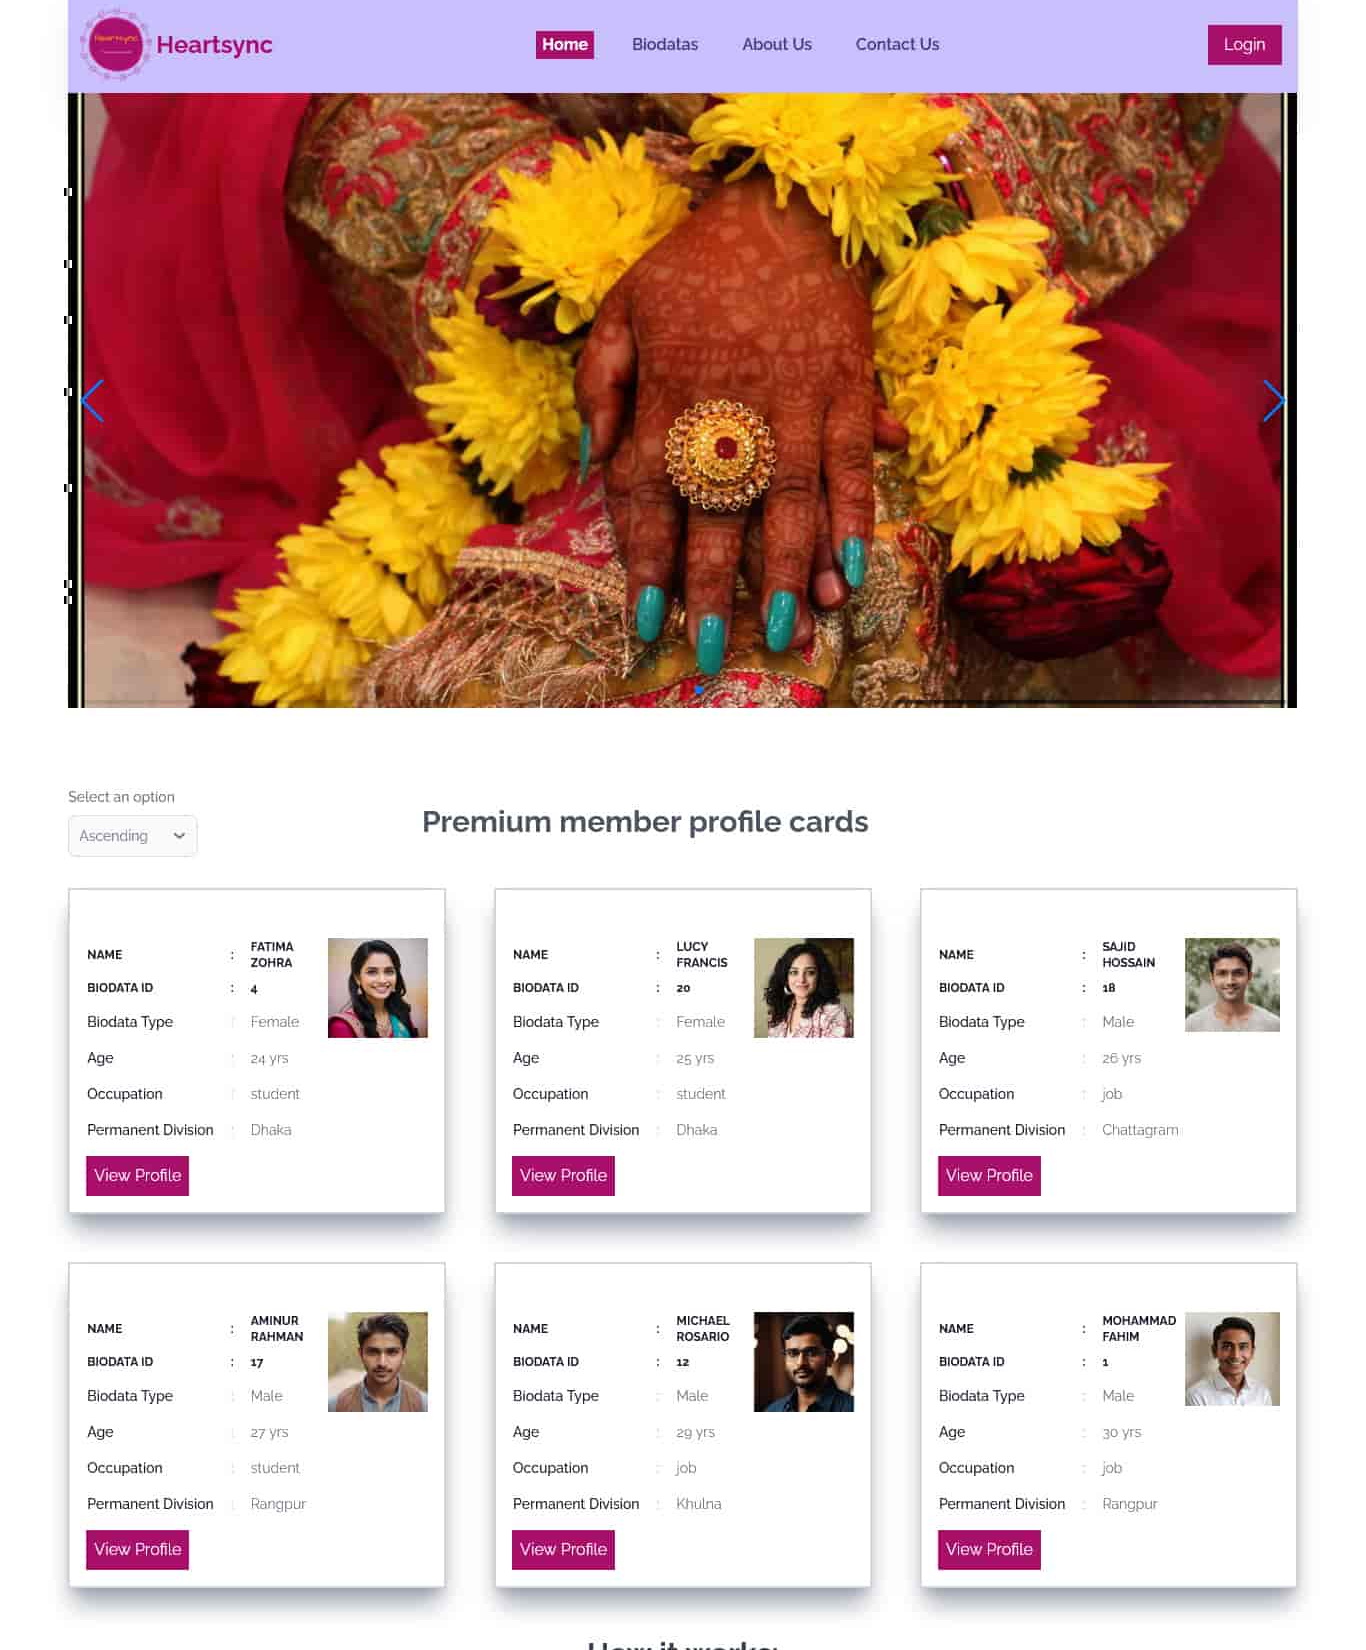 Heartsync
Heartsync
Home Biodatas About Us Contact Us
Login
Select an option
Ascending
Premium member profile cards
NAME : FATIMA ZOHRA
BIODATA ID : 4
Biodata Type : Female
Age : 24 yrs
Occupation : student
Permanent Division : Dhaka
View Profile
NAME : LUCY FRANCIS
BIODATA ID : 20
Biodata Type : Female
Age : 25 yrs
Occupation : student
Permanent Division : Dhaka
View Profile
NAME : SAJID HOSSAIN
BIODATA ID : 18
Biodata Type : Male
Age : 26 yrs
Occupation : job
Permanent Division : Chattagram
View Profile
NAME : AMINUR RAHMAN
BIODATA ID : 17
Biodata Type : Male
Age : 27 yrs
Occupation : student
Permanent Division : Rangpur
View Profile
NAME : MICHAEL ROSARIO
BIODATA ID : 12
Biodata Type : Male
Age : 29 yrs
Occupation : job
Permanent Division : Khulna
View Profile
NAME : MOHAMMAD FAHIM
BIODATA ID : 1
Biodata Type : Male
Age : 30 yrs
Occupation : job
Permanent Division : Rangpur
View Profile
How it works: